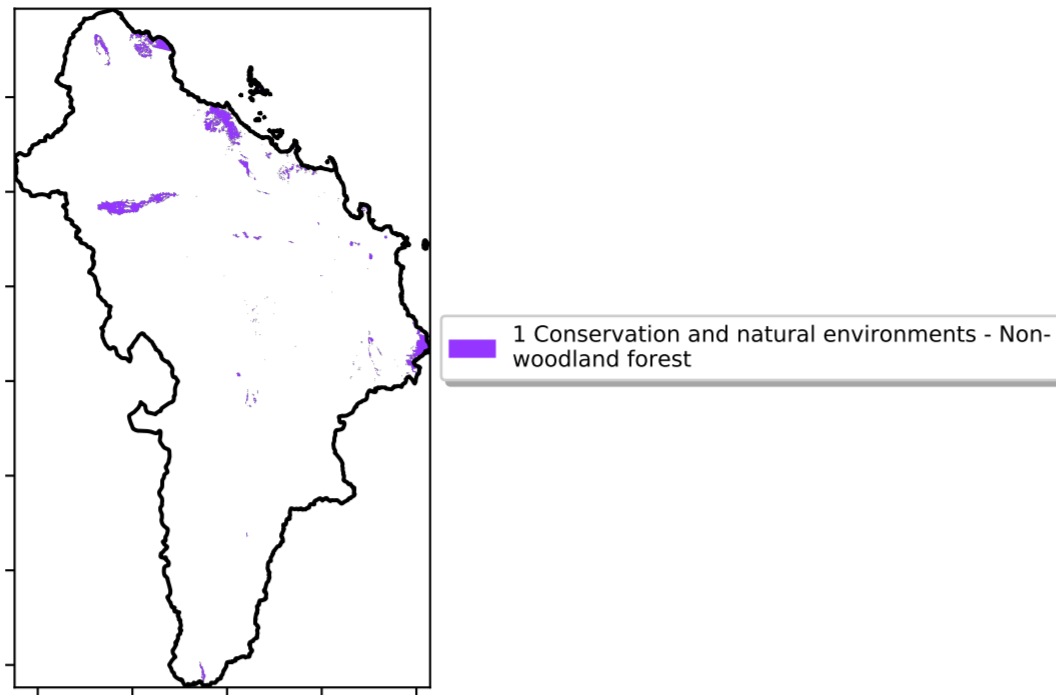 1 Conservation and natural environments - Non-
woodland forest